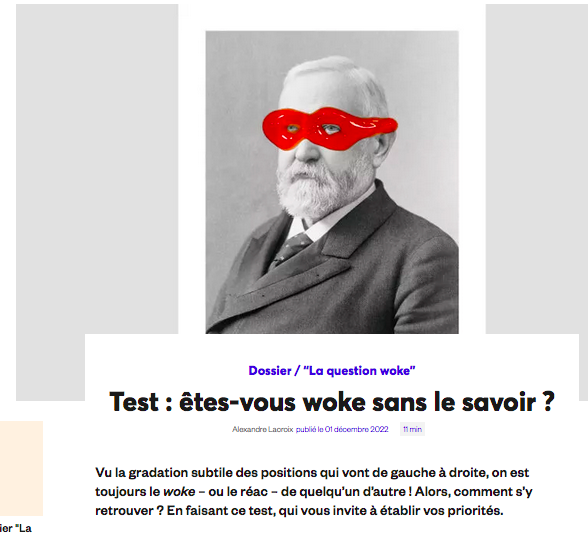 Dossier / “La question woke”
Test : êtes-vous woke sans le savoir ?
Alexandre Lacroix publié le 01 décembre 2022 11 min
Vu la gradation subtile des positions qui vont de gauche à droite, on est
toujours le woke – ou le réac – de quelqu’un d’autre ! Alors, comment s’y
retrouver ? En faisant ce test, qui vous invite à établir vos priorités.
ier "La